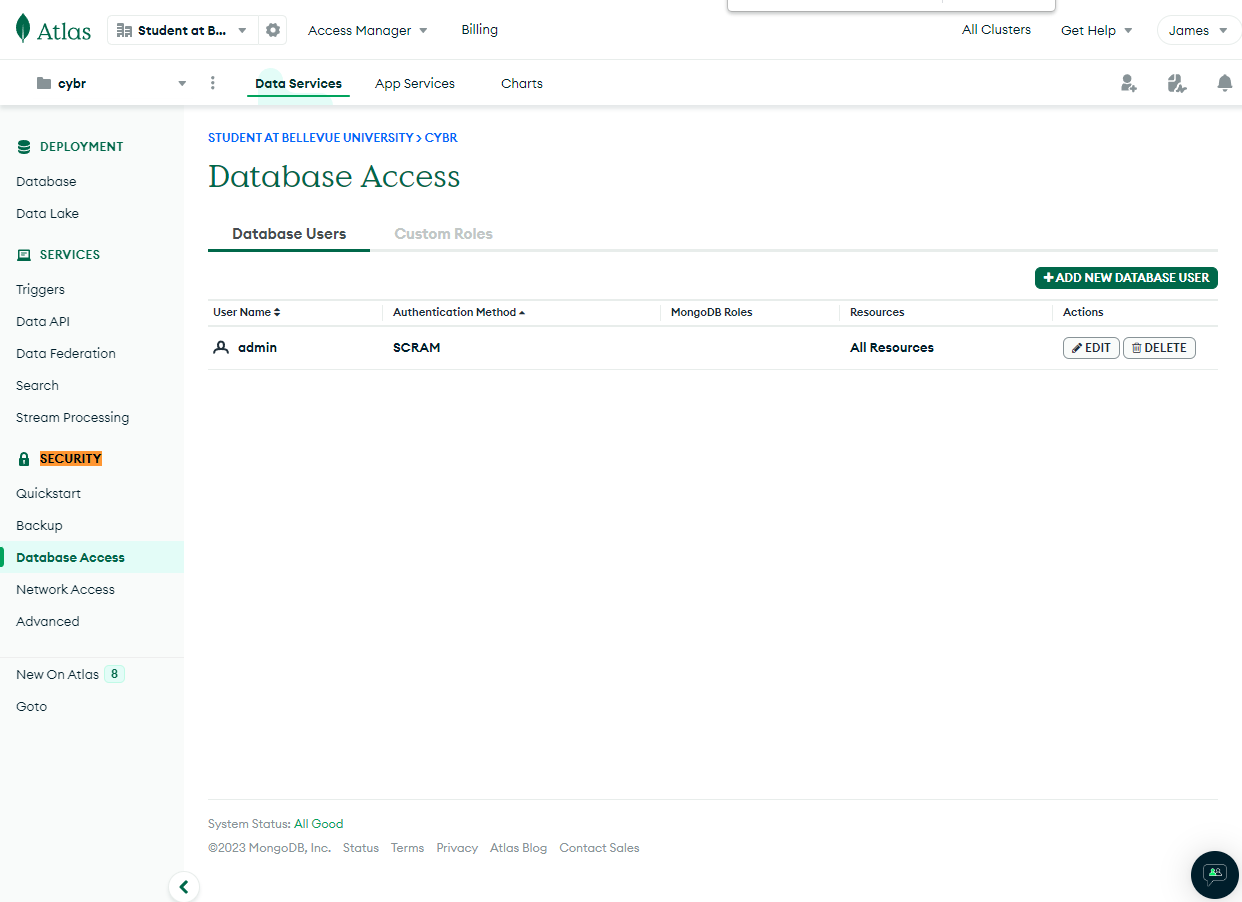 Atlas Student at B... Access Manager Billing All Clusters Get Help James
cybr Data Services App Services Charts
DEPLOYMENT
Database
Data Lake
SERVICES
Triggers
Data API
Data Federation
Search
Stream Processing
SECURITY
Quickstart
Backup
Database Access
Network Access
Advanced
New On Atlas 8
Goto
STUDENT AT BELLEVUE UNIVERSITY > CYBR
Database Access
Database Users Custom Roles
ADD NEW DATABASE USER
User Name Authentication Method MongoDB Roles Resources Actions
admin SCRAM All Resources EDIT DELETE
System Status: All Good
©2023 MongoDB, Inc. Status Terms Privacy Atlas Blog Contact Sales